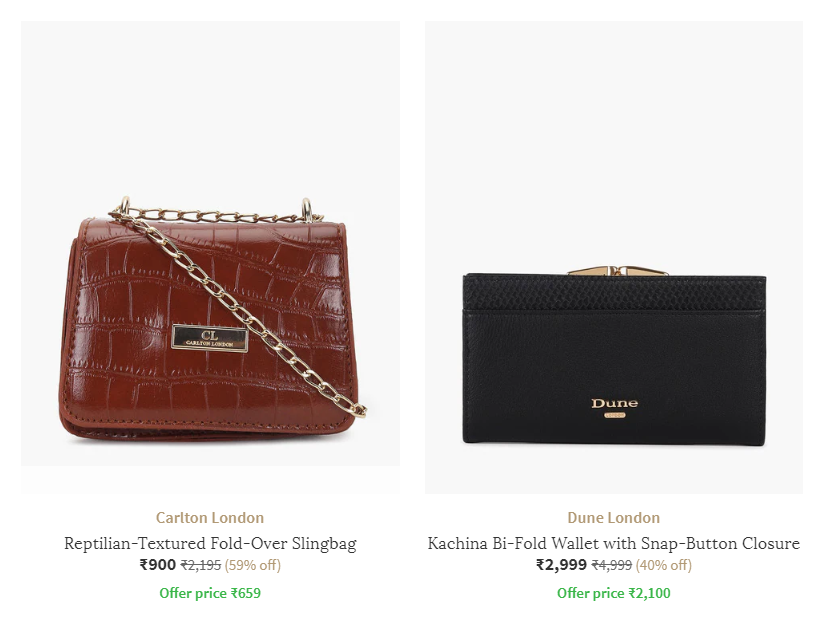 CL
CARLTON LONDON
Dune
Carlton London
Reptilian-Textured Fold-Over Slingbag
₹900 ₹2,195 (59% off)
Offer price ₹659
Dune London
Kachina Bi-Fold Wallet with Snap-Button Closure
₹2,999 ₹4,999 (40% off)
Offer price ₹2,100